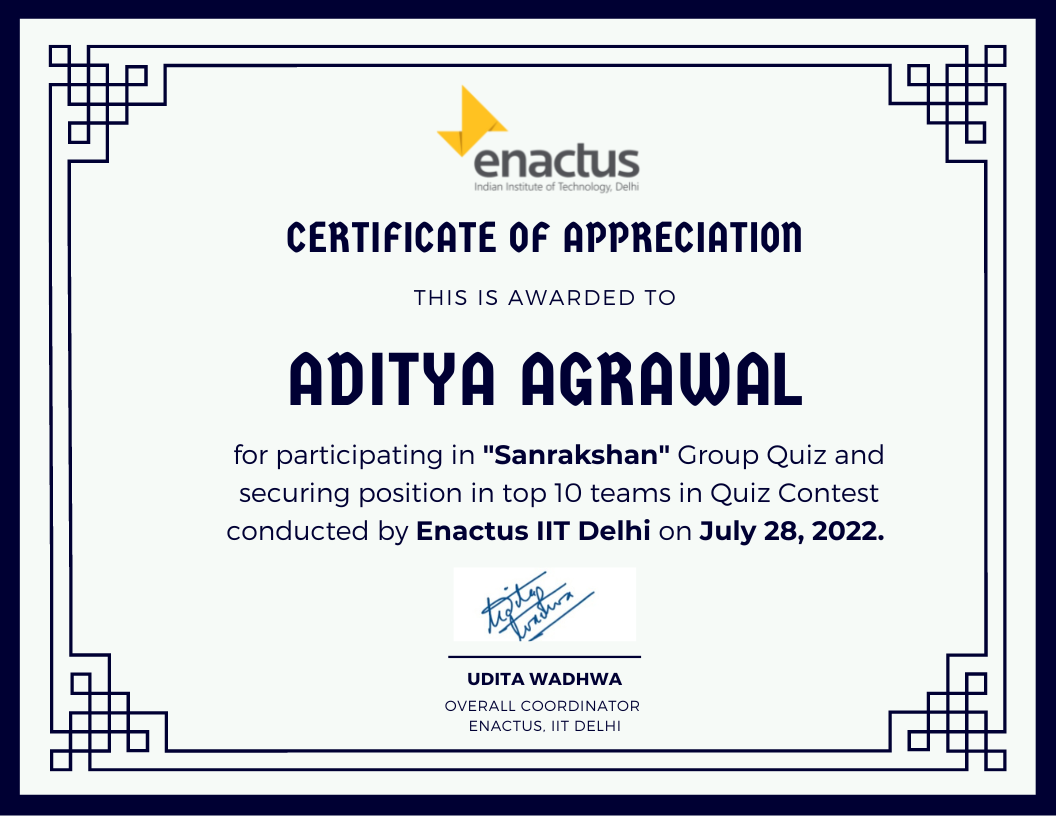 enactus
Indian Institute of Technology, Delhi
CERTIFICATE OF APPRECIATION
THIS IS AWARDED TO
ADITYA AGRAWAL
for participating in "Sanrakshan" Group Quiz and
securing position in top 10 teams in Quiz Contest
conducted by Enactus IIT Delhi on July 28, 2022.
Udita
Wadhwa
UDITA WADHWA
OVERALL COORDINATOR
ENACTUS, IIT DELHI